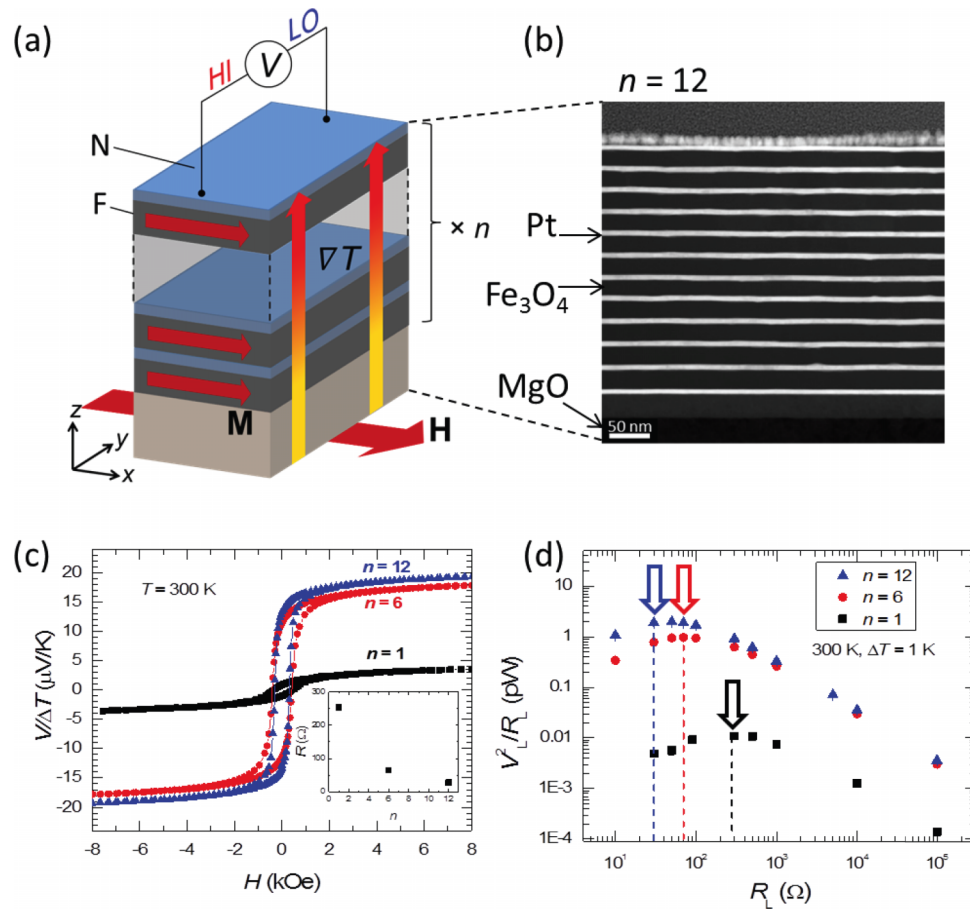 (a)
HI
V
LO
N
F
× n
∇T
M
H
z
y
x
(b)
n = 12
Pt
Fe₃O₄
MgO
50 nm
(c)
V/ΔT (μV/K)
20
15
10
5
0
-5
-10
-15
-20
T = 300 K
n = 12
n = 6
n = 1
R (Ω)
300
250
200
150
100
50
0
0 2 4 6 8 10 12
n
-8 -6 -4 -2 0 2 4 6 8
H (kOe)
(d)
V²L/RL (pW)
10
1
0.1
0.01
1E-3
1E-4
n = 12
n = 6
n = 1
300 K, ΔT = 1 K
10¹ 10² 10³ 10⁴ 10⁵
RL (Ω)